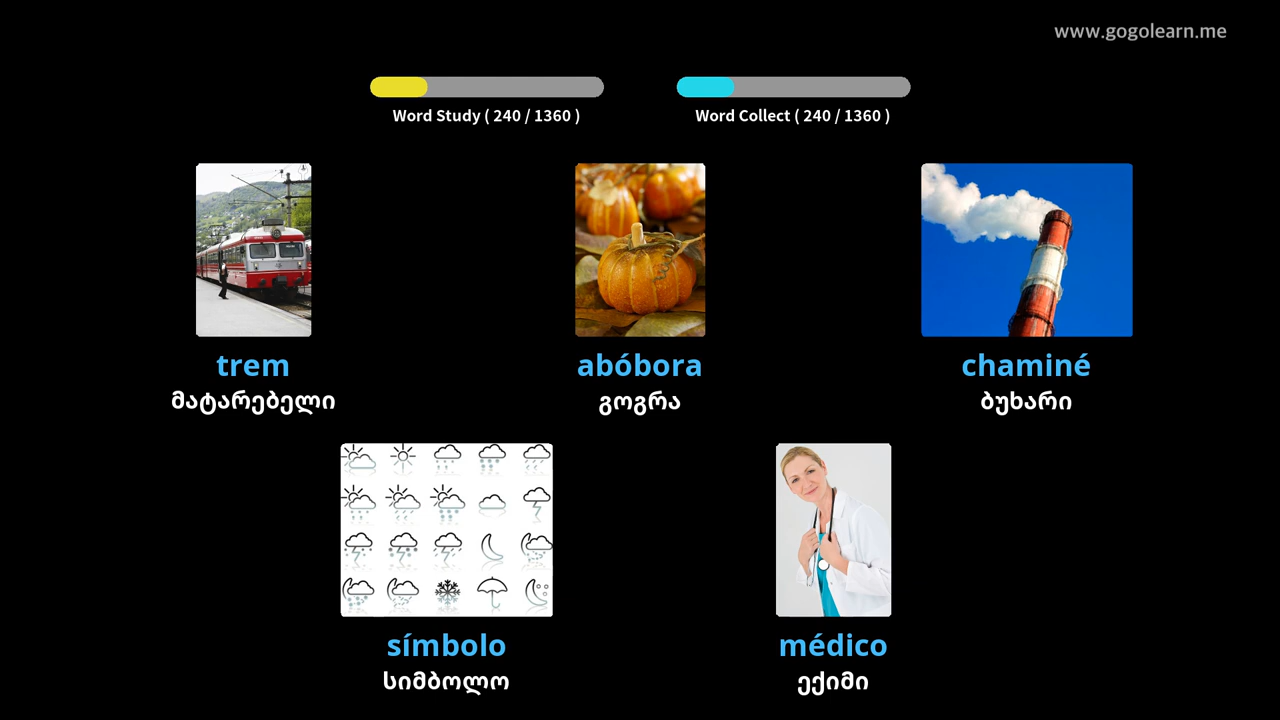 www.gogolearn.me
Word Study ( 240 / 1360 )
Word Collect ( 240 / 1360 )
trem
მატარებელი
abóbora
გოგრა
chaminé
ბუხარი
símbolo
სიმბოლო
médico
ექიმი